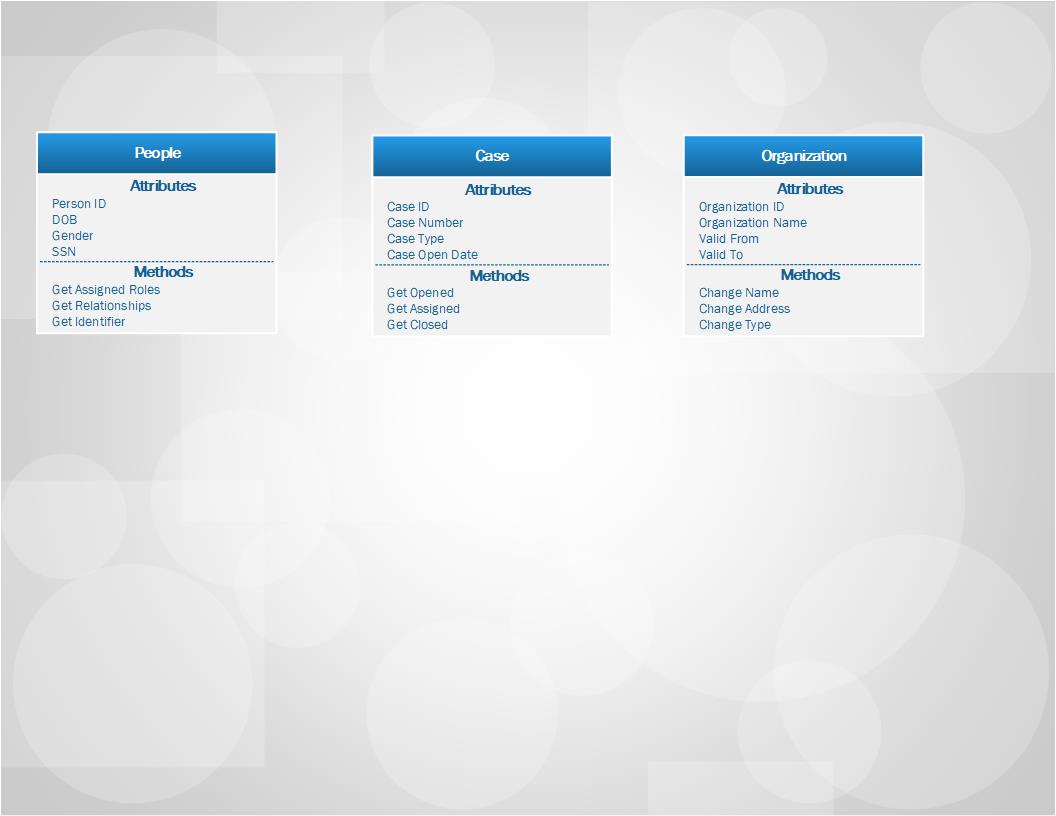 People
Attributes
Person ID
DOB
Gender
SSN
Methods
Get Assigned Roles
Get Relationships
Get Identifier
Case
Attributes
Case ID
Case Number
Case Type
Case Open Date
Methods
Get Opened
Get Assigned
Get Closed
Organization
Attributes
Organization ID
Organization Name
Valid From
Valid To
Methods
Change Name
Change Address
Change Type